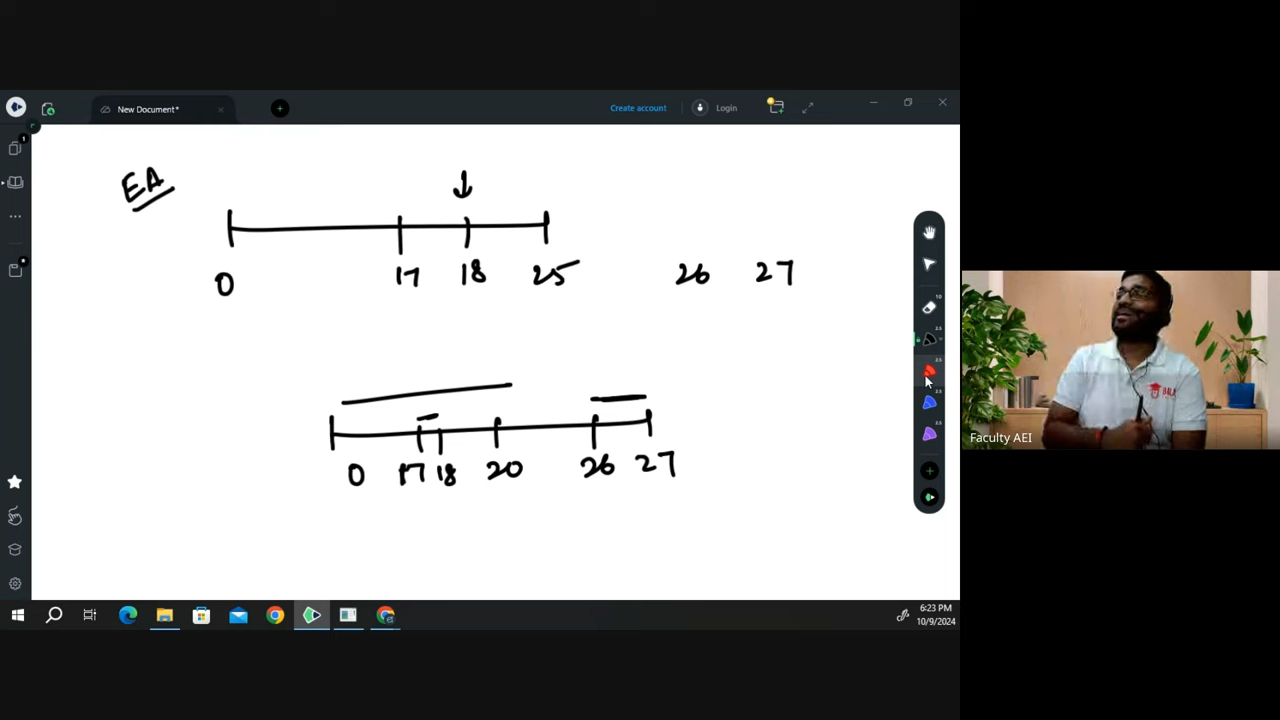 New Document*
Create account
Login
EA
0 17 18 25 26 27
0 17 18 20 26 27
Faculty AEI
6:23 PM
10/9/2024